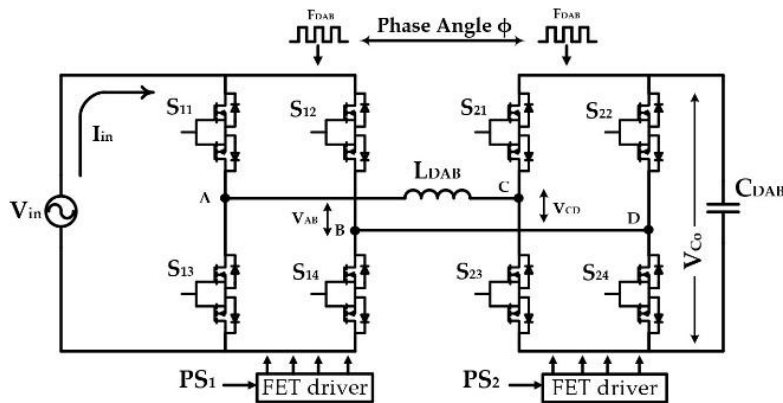 FDAB
Phase Angle ϕ
FDAB
Iin
S11
S12
S21
S22
LDAB
A
C
CDAB
Vin
VAB
VCD
B
D
VCo
S13
S14
S23
S24
PS1
FET driver
PS2
FET driver